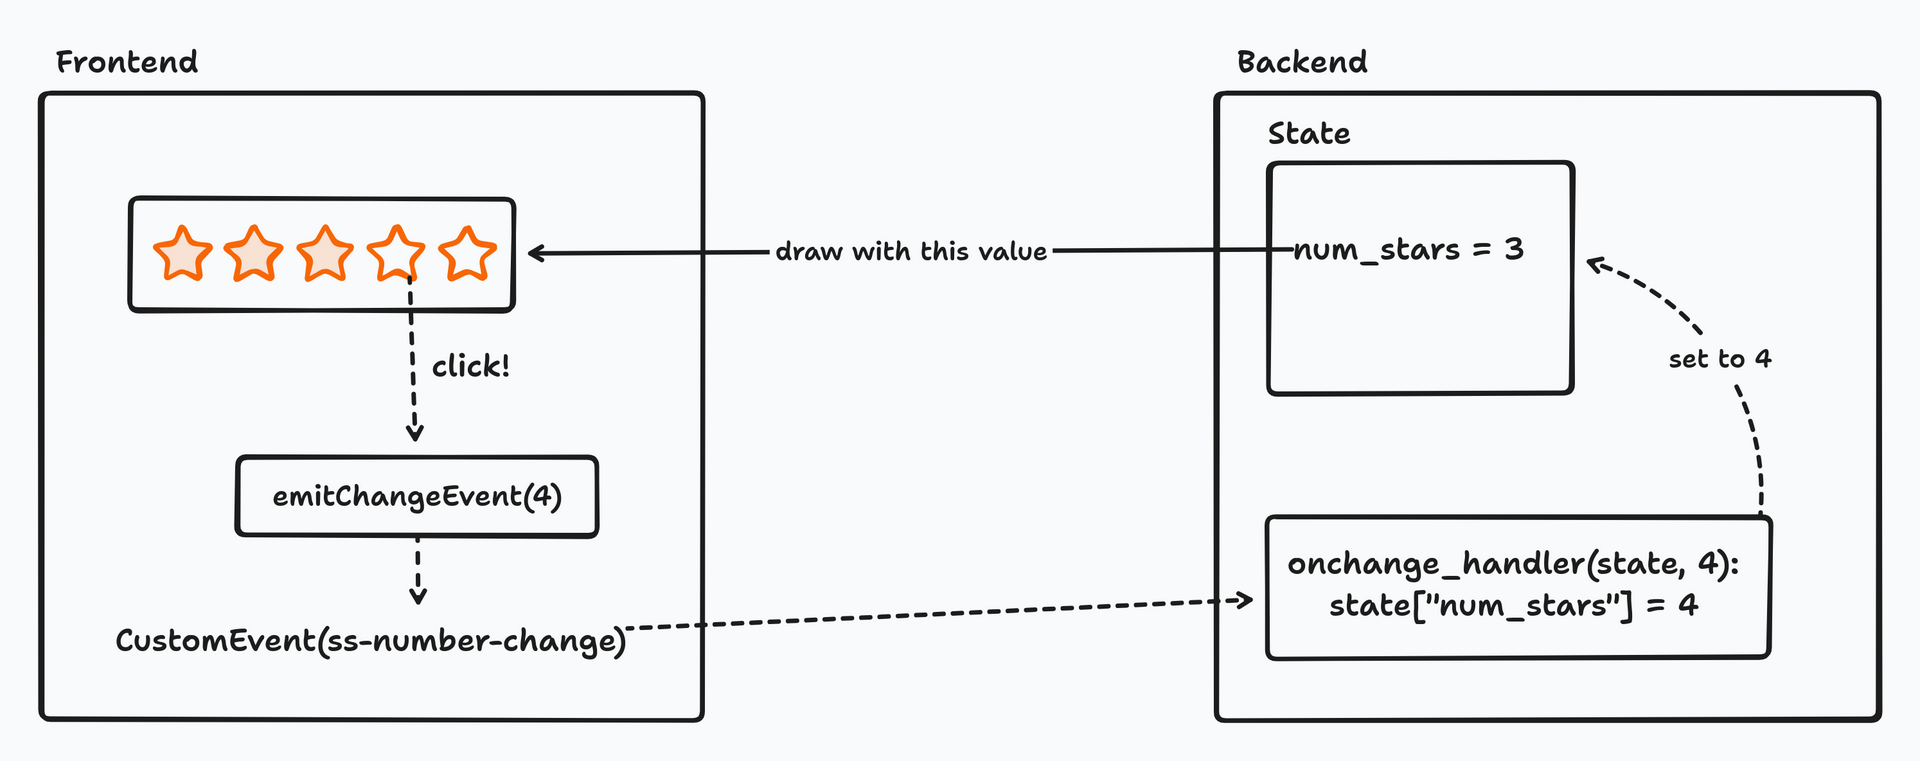 Frontend
Backend
State
draw with this value
num_stars = 3
click!
set to 4
emitChangeEvent(4)
onchange_handler(state, 4):
state["num_stars"] = 4
CustomEvent(ss-number-change)